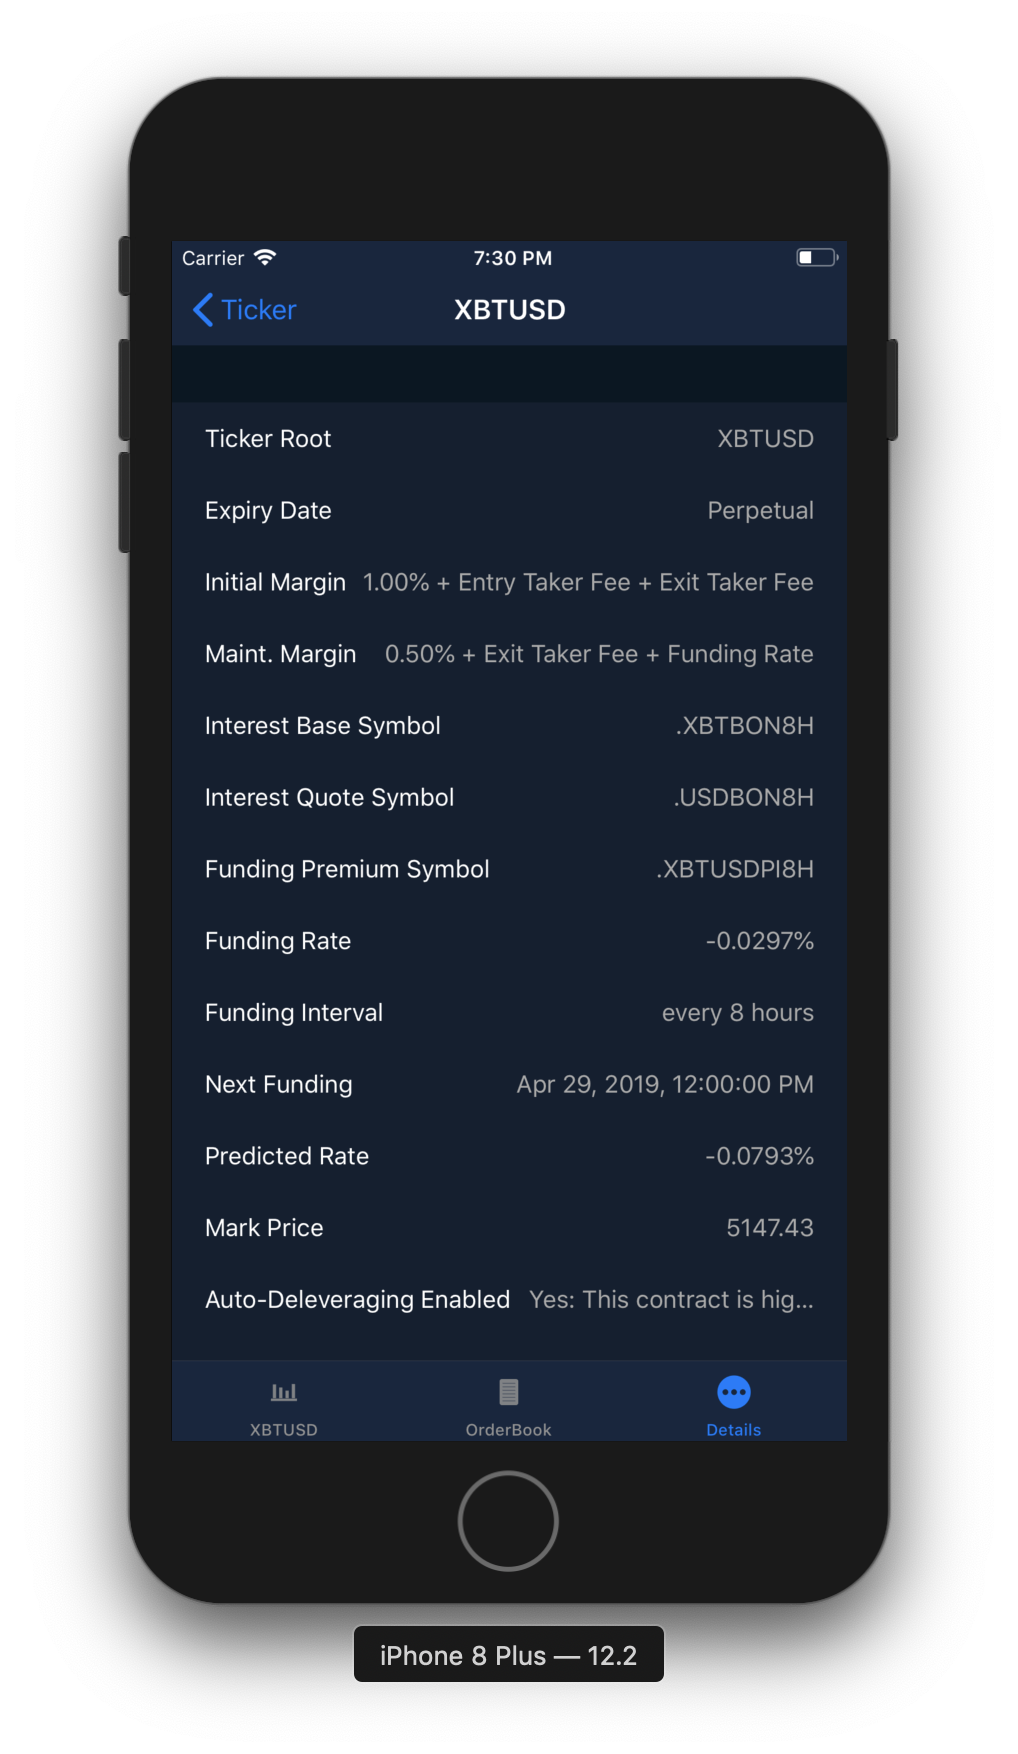 Carrier 7:30 PM
Ticker XBTUSD
Ticker Root XBTUSD
Expiry Date Perpetual
Initial Margin 1.00% + Entry Taker Fee + Exit Taker Fee
Maint. Margin 0.50% + Exit Taker Fee + Funding Rate
Interest Base Symbol .XBTBON8H
Interest Quote Symbol .USDBON8H
Funding Premium Symbol .XBTUSDPI8H
Funding Rate -0.0297%
Funding Interval every 8 hours
Next Funding Apr 29, 2019, 12:00:00 PM
Predicted Rate -0.0793%
Mark Price 5147.43
Auto-Deleveraging Enabled Yes: This contract is hig...
XBTUSD OrderBook Details
iPhone 8 Plus — 12.2